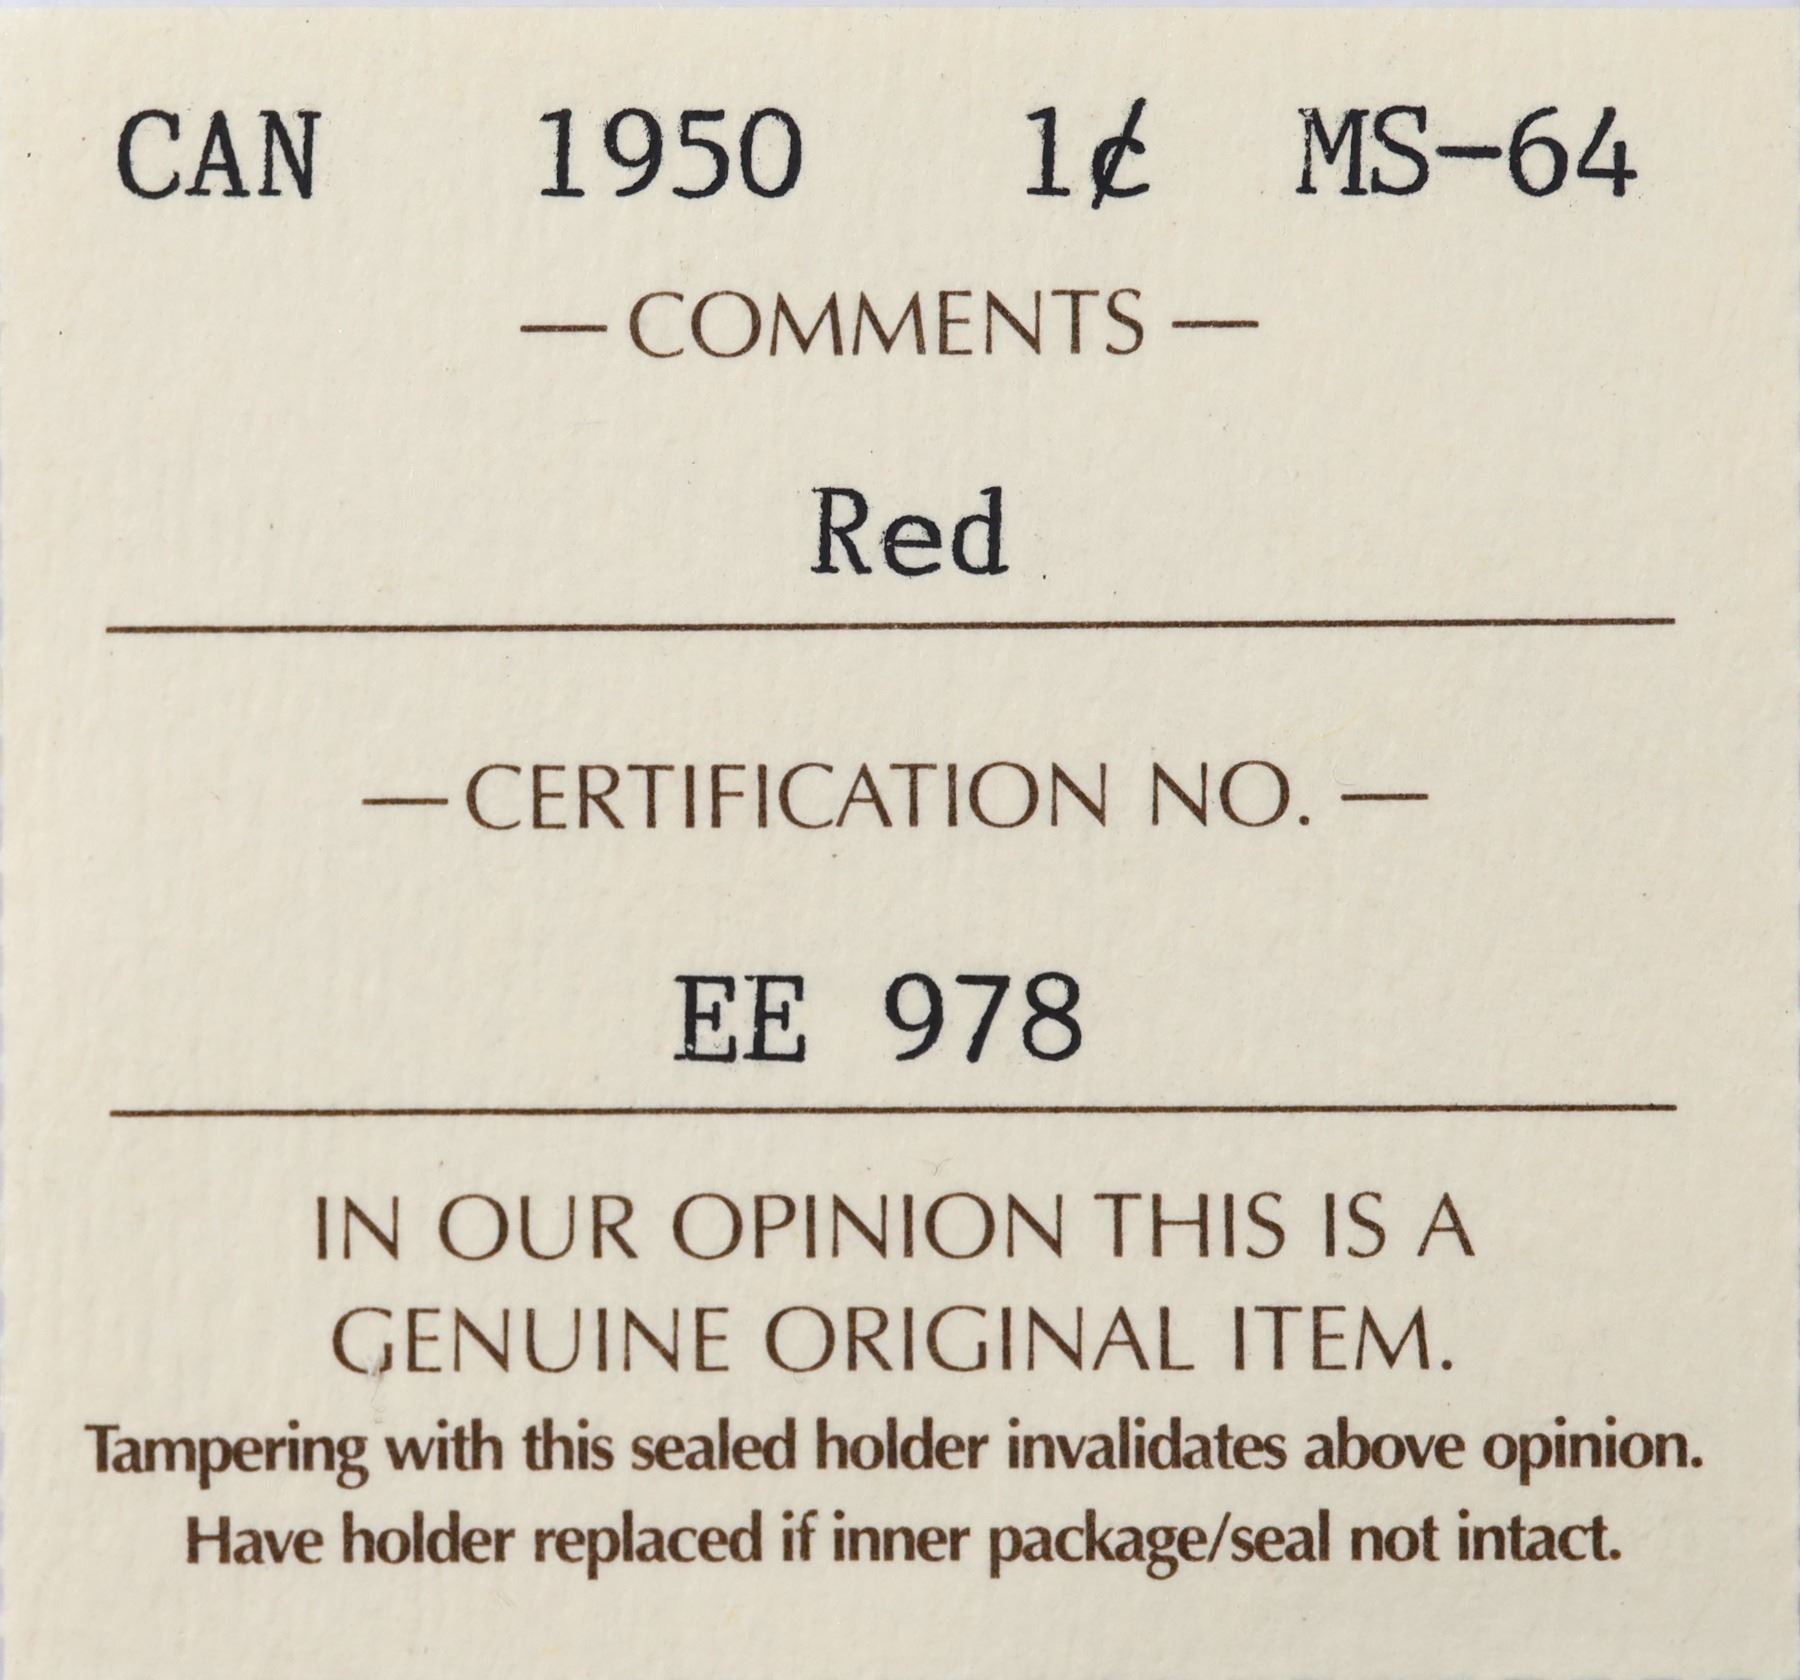 CAN 1950 1¢ MS-64
— COMMENTS —
Red
— CERTIFICATION NO. —
EE 978
IN OUR OPINION THIS IS A
GENUINE ORIGINAL ITEM.
Tampering with this sealed holder invalidates above opinion.
Have holder replaced if inner package/seal not intact.